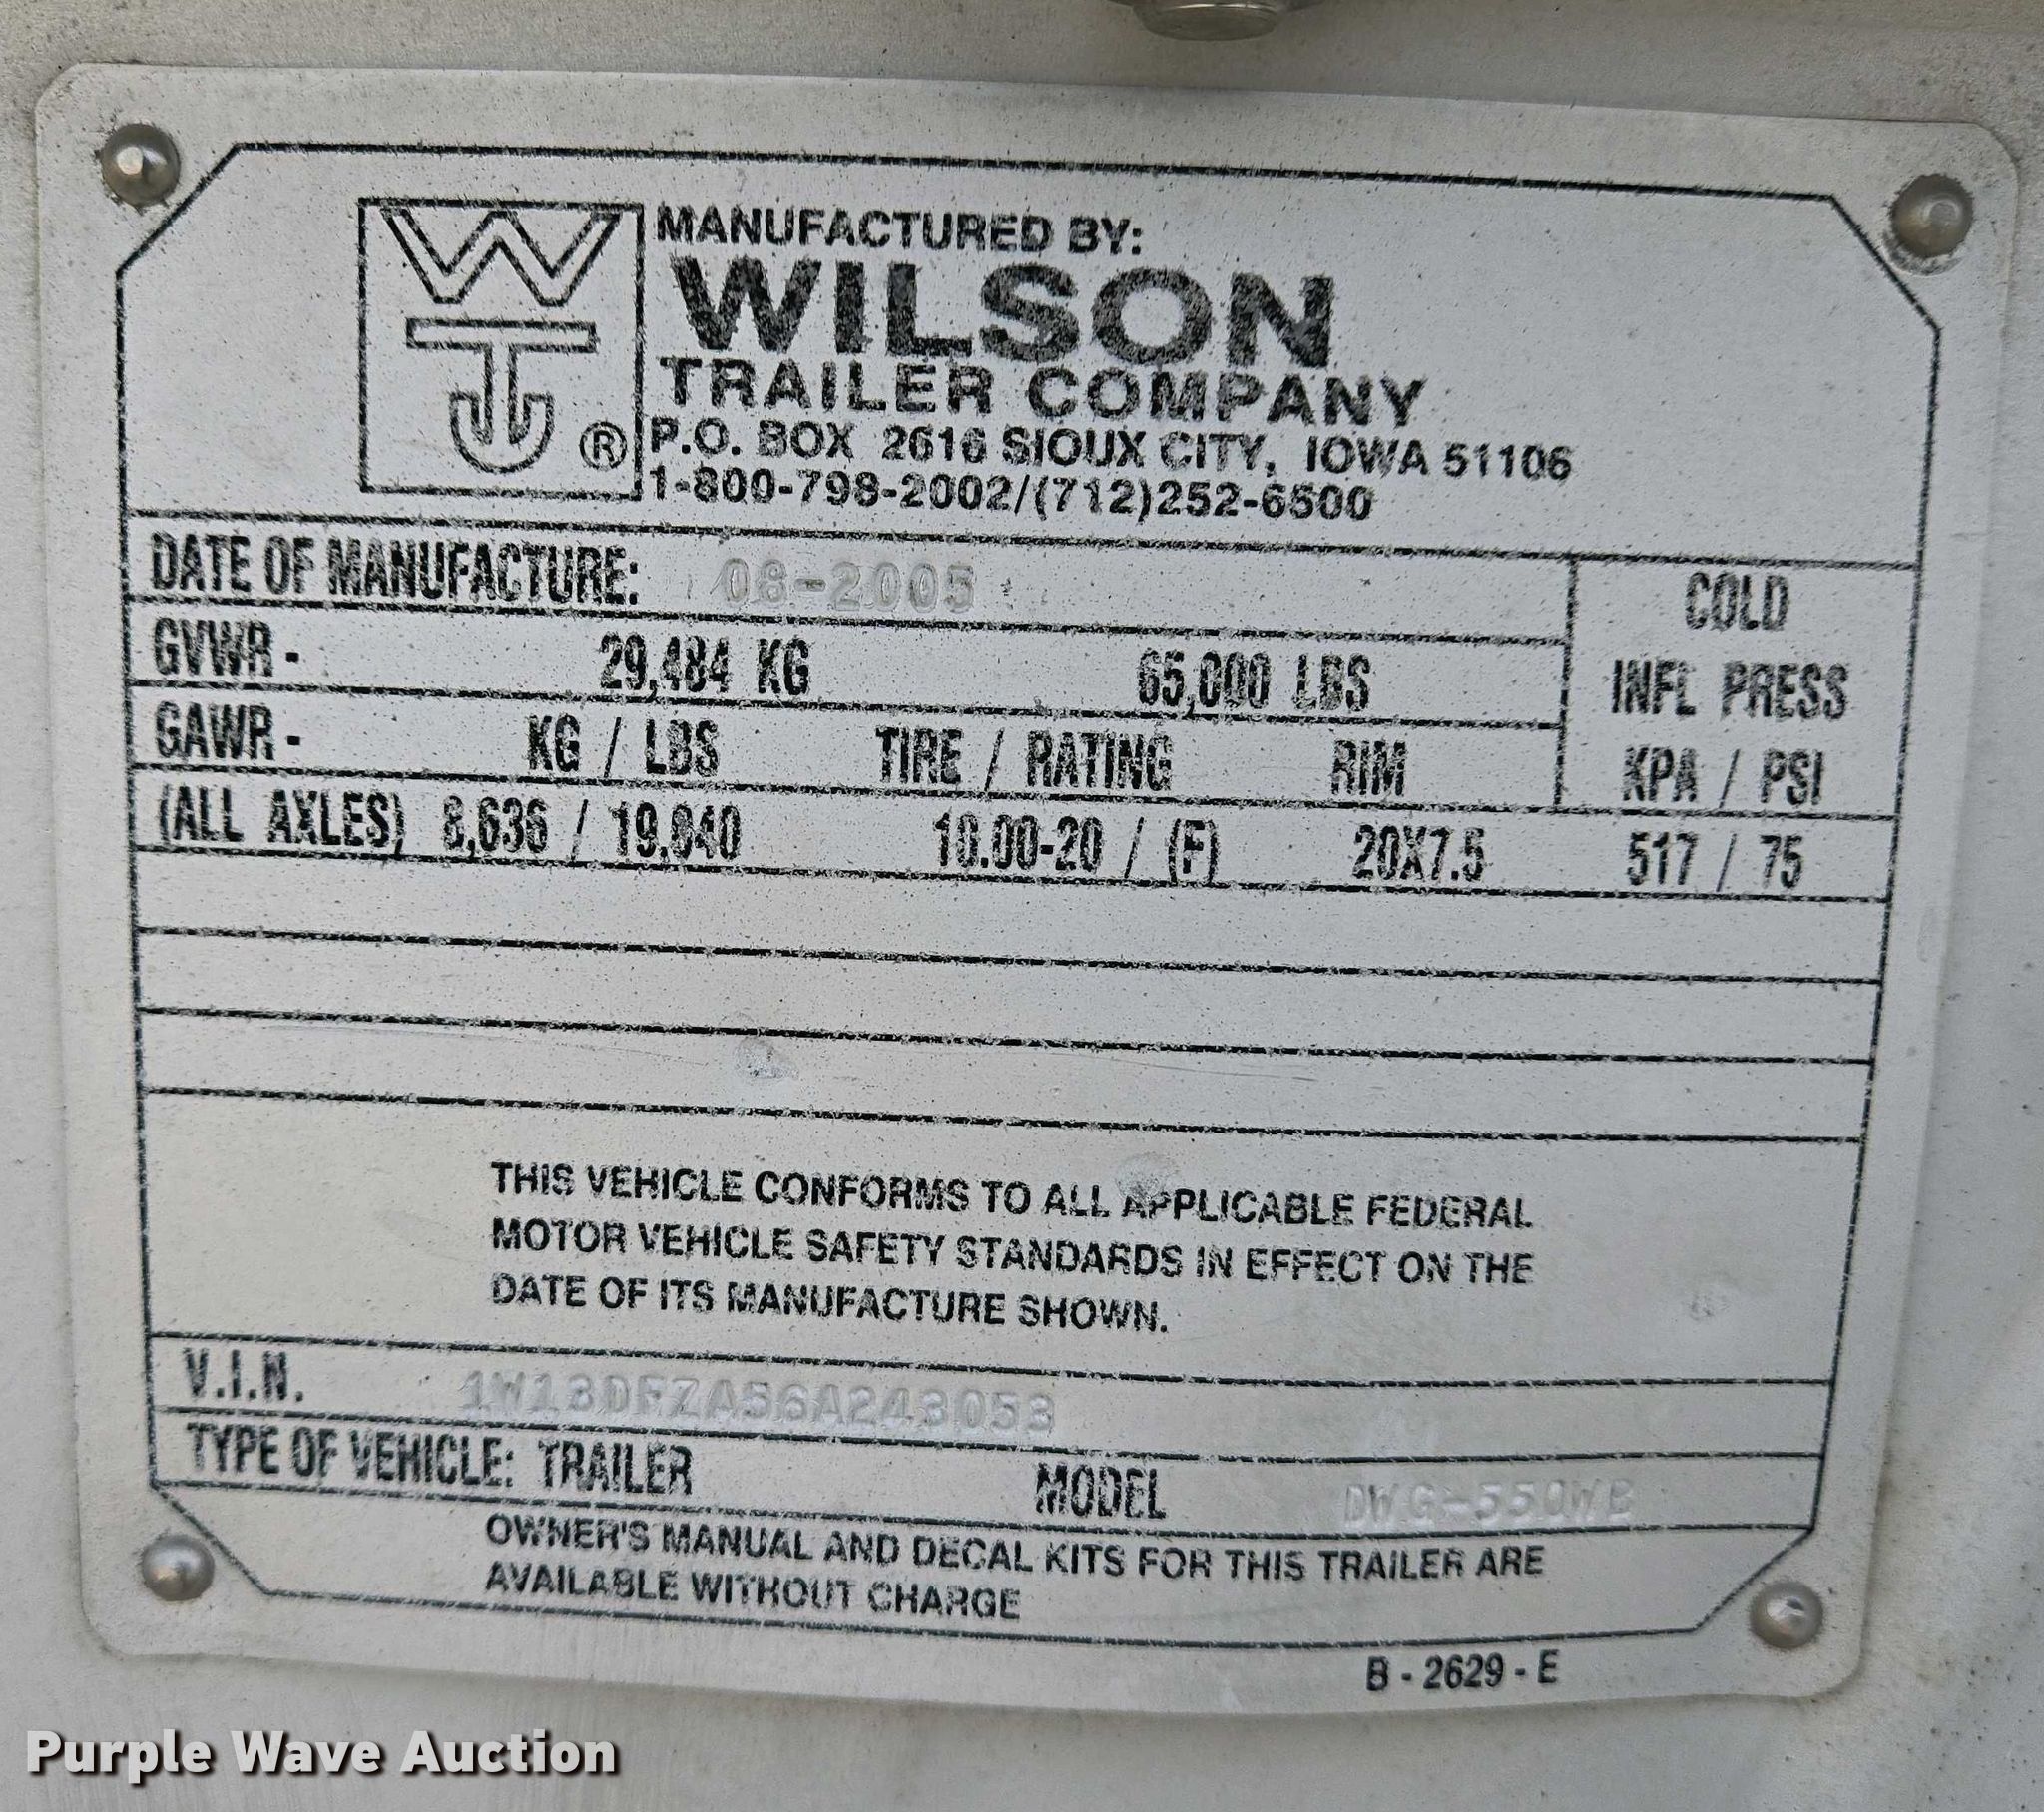 WTJ®
MANUFACTURED BY:
WILSON
TRAILER COMPANY
P.O. BOX 2616 SIOUX CITY, IOWA 51106
1-800-798-2002/(712)252-6500
DATE OF MANUFACTURE: 08-2005
COLD
INFL PRESS
KPA / PSI
GVWR - 29,484 KG 65,000 LBS
GAWR - KG / LBS TIRE / RATING RIM
(ALL AXLES) 8,636 / 19,040 10.00-20 / (F) 20X7.5 517 / 75
THIS VEHICLE CONFORMS TO ALL APPLICABLE FEDERAL
MOTOR VEHICLE SAFETY STANDARDS IN EFFECT ON THE
DATE OF ITS MANUFACTURE SHOWN.
V.I.N.
TYPE OF VEHICLE: TRAILER MODEL
OWNER'S MANUAL AND DECAL KITS FOR THIS TRAILER ARE
AVAILABLE WITHOUT CHARGE
B - 2629 - E
Purple Wave Auction